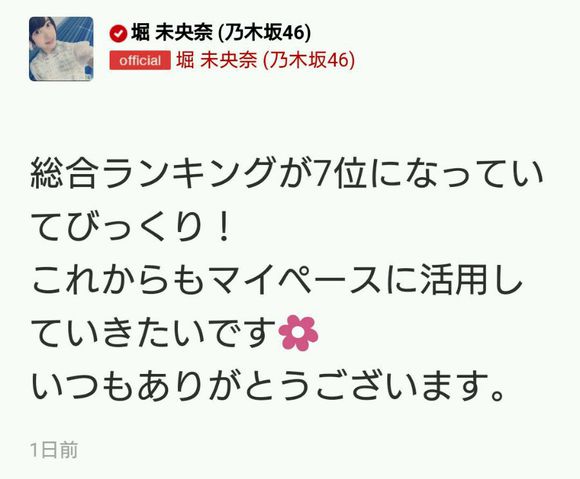 堀 未央奈 (乃木坂46)
official 堀 未央奈 (乃木坂46)
総合ランキングが7位になってい
てびっくり！
これからもマイペースに活用し
ていきたいです🌸
いつもありがとうございます。
1日前